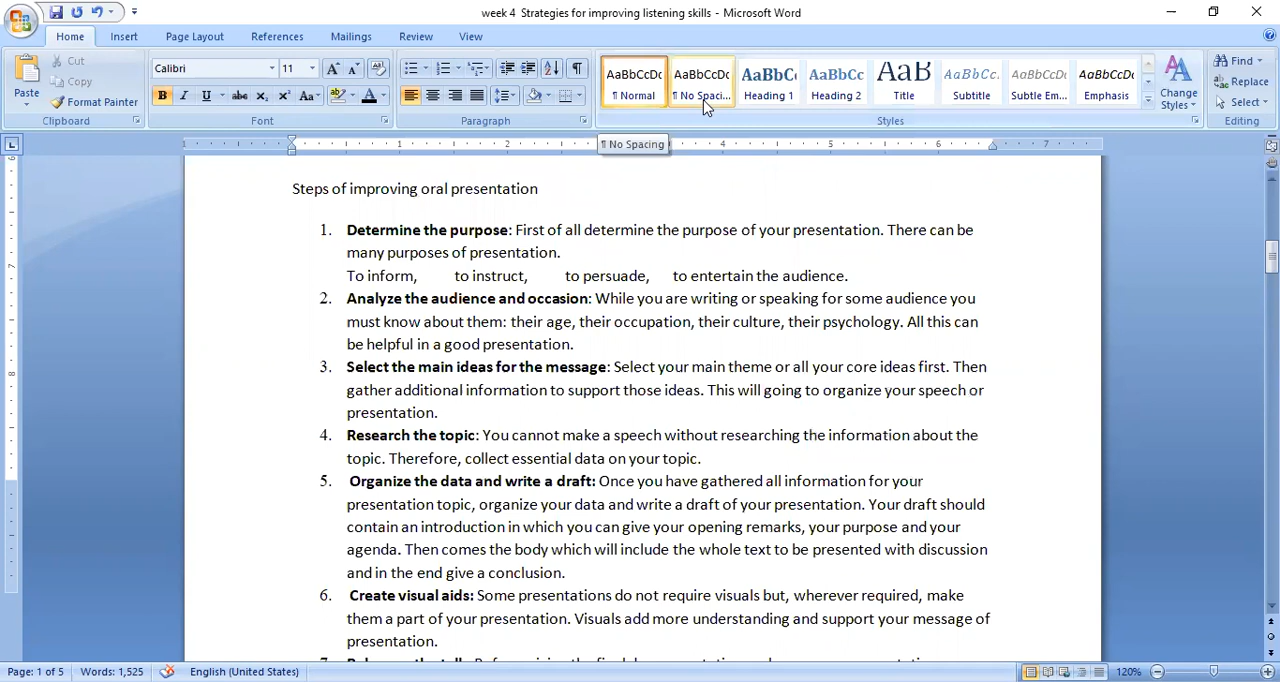 week 4  Strategies for improving listening skills - Microsoft Word
Home Insert Page Layout References Mailings Review View
Paste Cut Copy Format Painter
Calibri 11
B I U abc x₂ x² Aa
AaBbCcDc AaBbCcDc AaBbC AaBbCc AaB AaBbCc. AaBbCcDc AaBbCcDc
¶ Normal ¶ No Spaci... Heading 1 Heading 2 Title Subtitle Subtle Em... Emphasis
Change Styles
Find Replace Select
Clipboard Font Paragraph Styles Editing
¶ No Spacing
1 1 2 4 5 6 7
Steps of improving oral presentation
1. Determine the purpose: First of all determine the purpose of your presentation. There can be
many purposes of presentation.
To inform, to instruct, to persuade, to entertain the audience.
2. Analyze the audience and occasion: While you are writing or speaking for some audience you
must know about them: their age, their occupation, their culture, their psychology. All this can
be helpful in a good presentation.
3. Select the main ideas for the message: Select your main theme or all your core ideas first. Then
gather additional information to support those ideas. This will going to organize your speech or
presentation.
4. Research the topic: You cannot make a speech without researching the information about the
topic. Therefore, collect essential data on your topic.
5. Organize the data and write a draft: Once you have gathered all information for your
presentation topic, organize your data and write a draft of your presentation. Your draft should
contain an introduction in which you can give your opening remarks, your purpose and your
agenda. Then comes the body which will include the whole text to be presented with discussion
and in the end give a conclusion.
6. Create visual aids: Some presentations do not require visuals but, wherever required, make
them a part of your presentation. Visuals add more understanding and support your message of
presentation.
Page: 1 of 5 Words: 1,525 English (United States) 120%